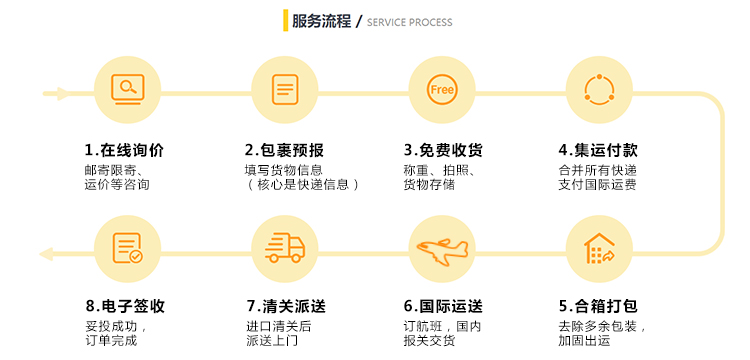 服务流程 / SERVICE PROCESS
Free
1.在线询价
邮寄限寄、
运价等咨询
2.包裹预报
填写货物信息
（核心是快递信息）
3.免费收货
称重、拍照、
货物存储
4.集运付款
合并所有快递
支付国际运费
5.合箱打包
去除多余包装，
加固出运
6.国际运送
订航班，国内
报关交货
7.清关派送
进口清关后
派送上门
8.电子签收
妥投成功，
订单完成